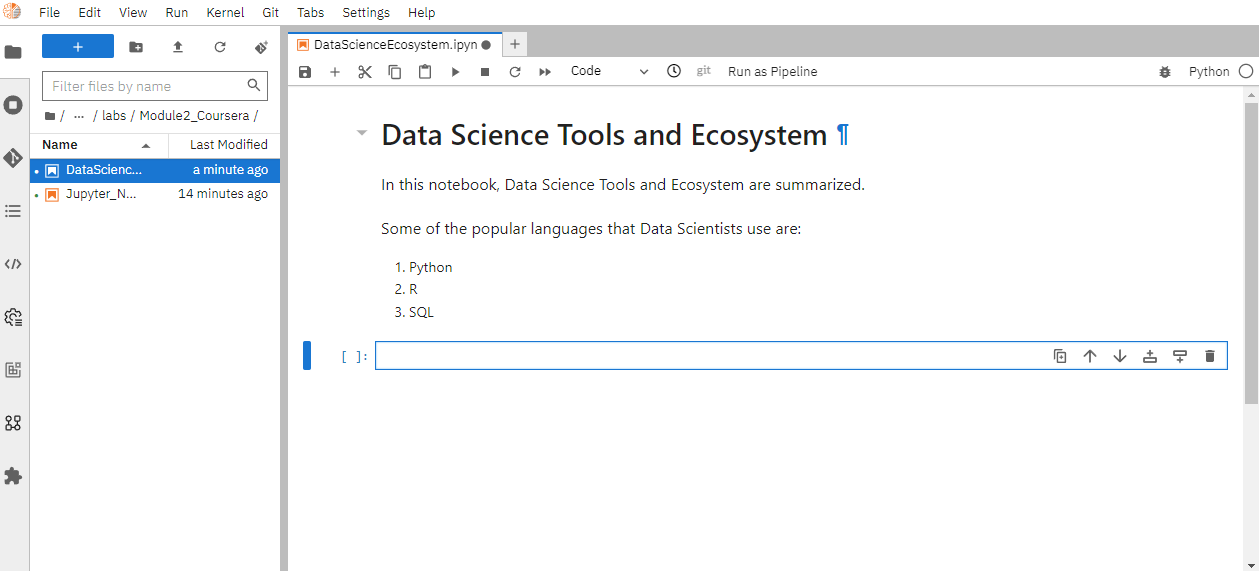 File Edit View Run Kernel Git Tabs Settings Help
Filter files by name
/ ... / labs / Module2_Coursera /
Name Last Modified
DataScienc... a minute ago
Jupyter_N... 14 minutes ago
DataScienceEcosystem.ipyn
Code git Run as Pipeline Python
Data Science Tools and Ecosystem ¶
In this notebook, Data Science Tools and Ecosystem are summarized.
Some of the popular languages that Data Scientists use are:
1. Python
2. R
3. SQL
[ ]: